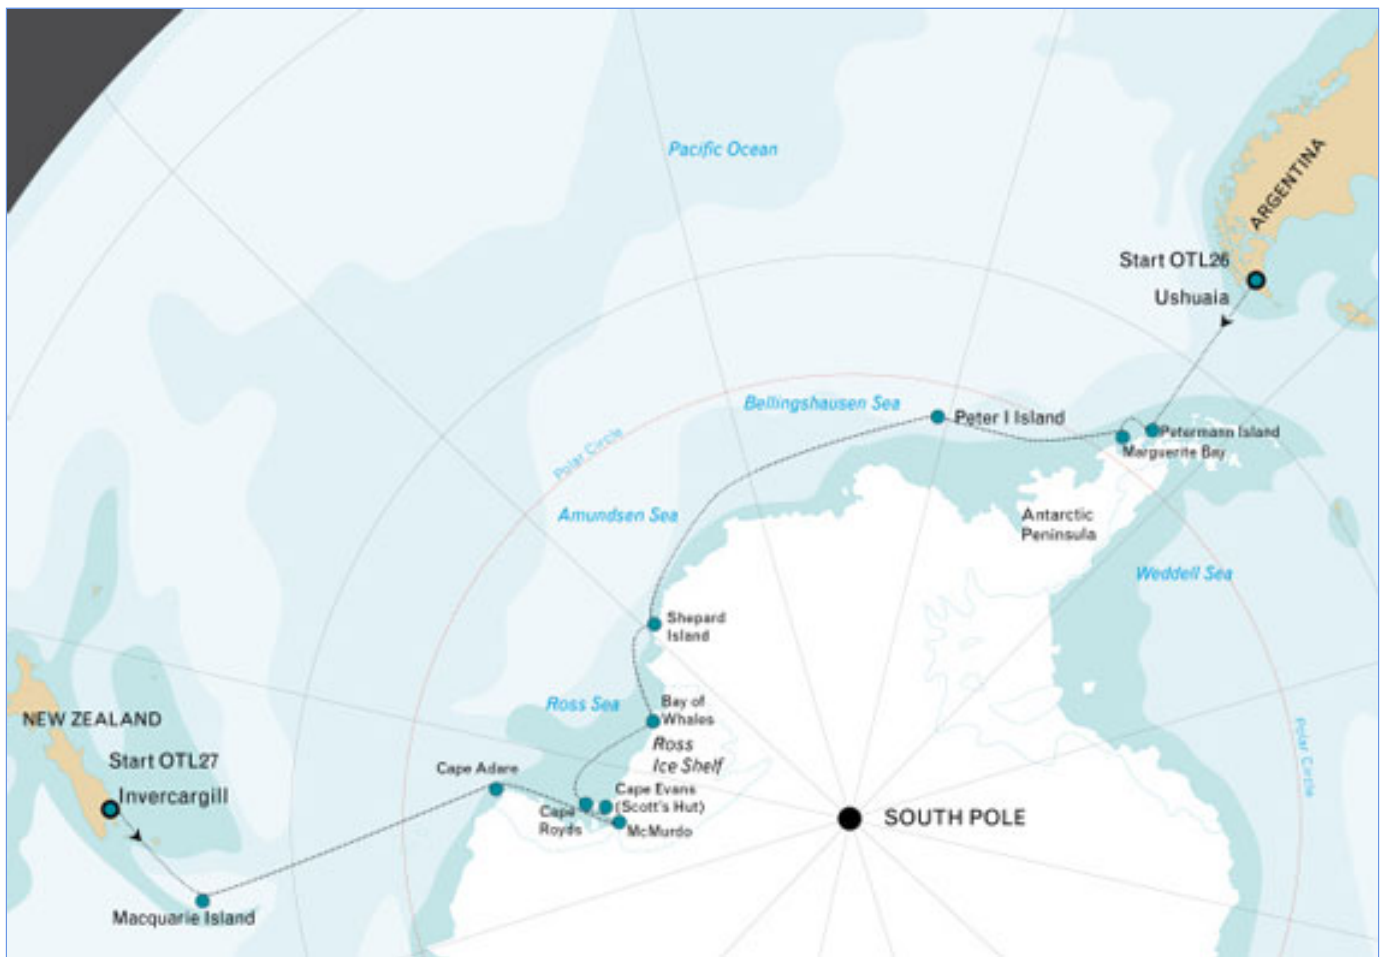 Pacific Ocean
ARGENTINA
Start OTL26
Ushuaia
Bellingshausen Sea
Peter I Island
Petermann Island
Marguerite Bay
Polar Circle
Amundsen Sea
Antarctic
Peninsula
Weddell Sea
Shepard
Island
Ross Sea
Bay of
Whales
NEW ZEALAND
Ross
Ice Shelf
Polar Circle
Start OTL27
Cape Adare
Invercargill
Cape Evans
(Scott's Hut)
Cape
Royds
McMurdo
SOUTH POLE
Macquarie Island